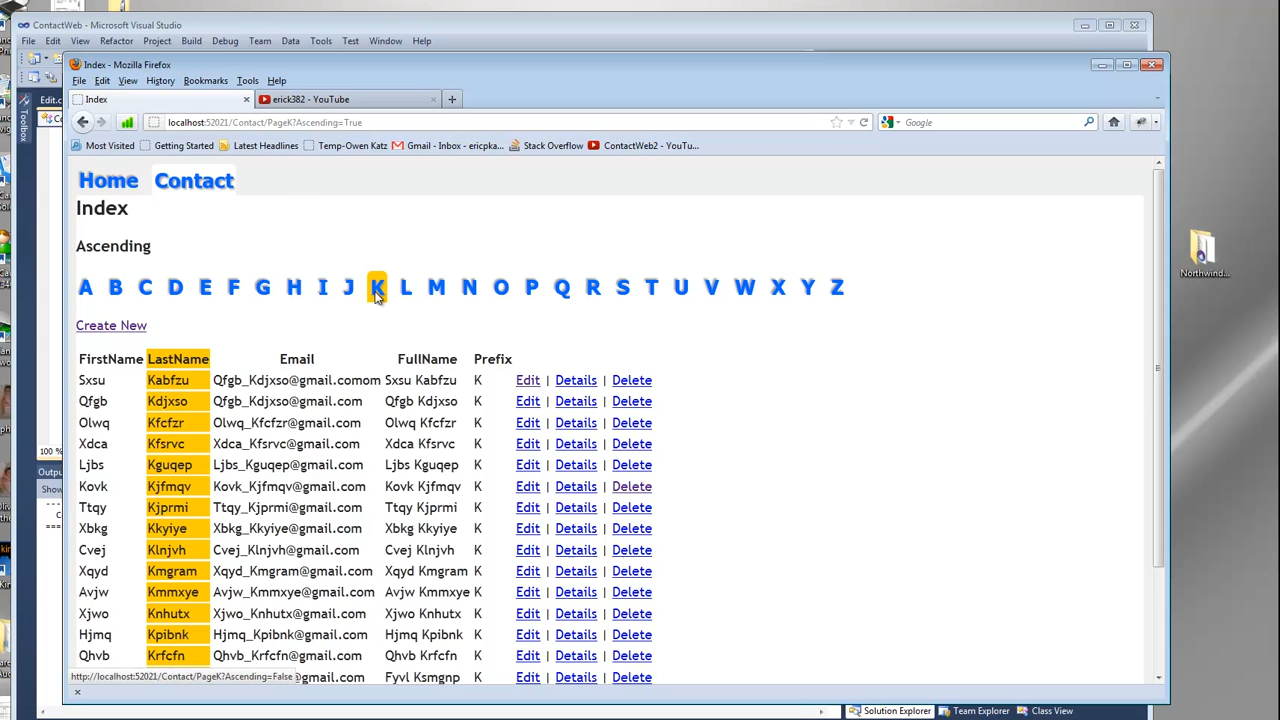 ContactWeb - Microsoft Visual Studio
File Edit View Refactor Project Build Debug Team Data Tools Test Window Help
Index - Mozilla Firefox
File Edit View History Bookmarks Tools Help
Edit.c
Index
erick382 - YouTube
localhost:52021/Contact/PageK?Ascending=True
Google
Most Visited Getting Started Latest Headlines Temp-Owen Katz Gmail - Inbox - ericpka... Stack Overflow ContactWeb2 - YouTu...
Toolbox
Home Contact
Index
Ascending
Northwind...
A B C D E F G H I J K L M N O P Q R S T U V W X Y Z
Create New
FirstName LastName Email FullName Prefix
Sxsu Kabfzu Qfgb_Kdjxso@gmail.comom Sxsu Kabfzu K Edit | Details | Delete
Qfgb Kdjxso Qfgb_Kdjxso@gmail.com Qfgb Kdjxso K Edit | Details | Delete
Olwq Kfcfzr Olwq_Kfcfzr@gmail.com Olwq Kfcfzr K Edit | Details | Delete
Xdca Kfsrvc Xdca_Kfsrvc@gmail.com Xdca Kfsrvc K Edit | Details | Delete
Ljbs Kguqep Ljbs_Kguqep@gmail.com Ljbs Kguqep K Edit | Details | Delete
Kovk Kjfmqv Kovk_Kjfmqv@gmail.com Kovk Kjfmqv K Edit | Details | Delete
Ttqy Kjprmi Ttqy_Kjprmi@gmail.com Ttqy Kjprmi K Edit | Details | Delete
Xbkg Kkyiye Xbkg_Kkyiye@gmail.com Xbkg Kkyiye K Edit | Details | Delete
Cvej Klnjvh Cvej_Klnjvh@gmail.com Cvej Klnjvh K Edit | Details | Delete
Xqyd Kmgram Xqyd_Kmgram@gmail.com Xqyd Kmgram K Edit | Details | Delete
Avjw Kmmxye Avjw_Kmmxye@gmail.com Avjw Kmmxye K Edit | Details | Delete
Xjwo Knhutx Xjwo_Knhutx@gmail.com Xjwo Knhutx K Edit | Details | Delete
Hjmq Kpibnk Hjmq_Kpibnk@gmail.com Hjmq Kpibnk K Edit | Details | Delete
Qhvb Krfcfn Qhvb_Krfcfn@gmail.com Qhvb Krfcfn K Edit | Details | Delete
@gmail.com Fyvl Ksmgnp K Edit | Details | Delete
http://localhost:52021/Contact/PageK?Ascending=False
100 %
Output
Show
Solution Explorer Team Explorer Class View